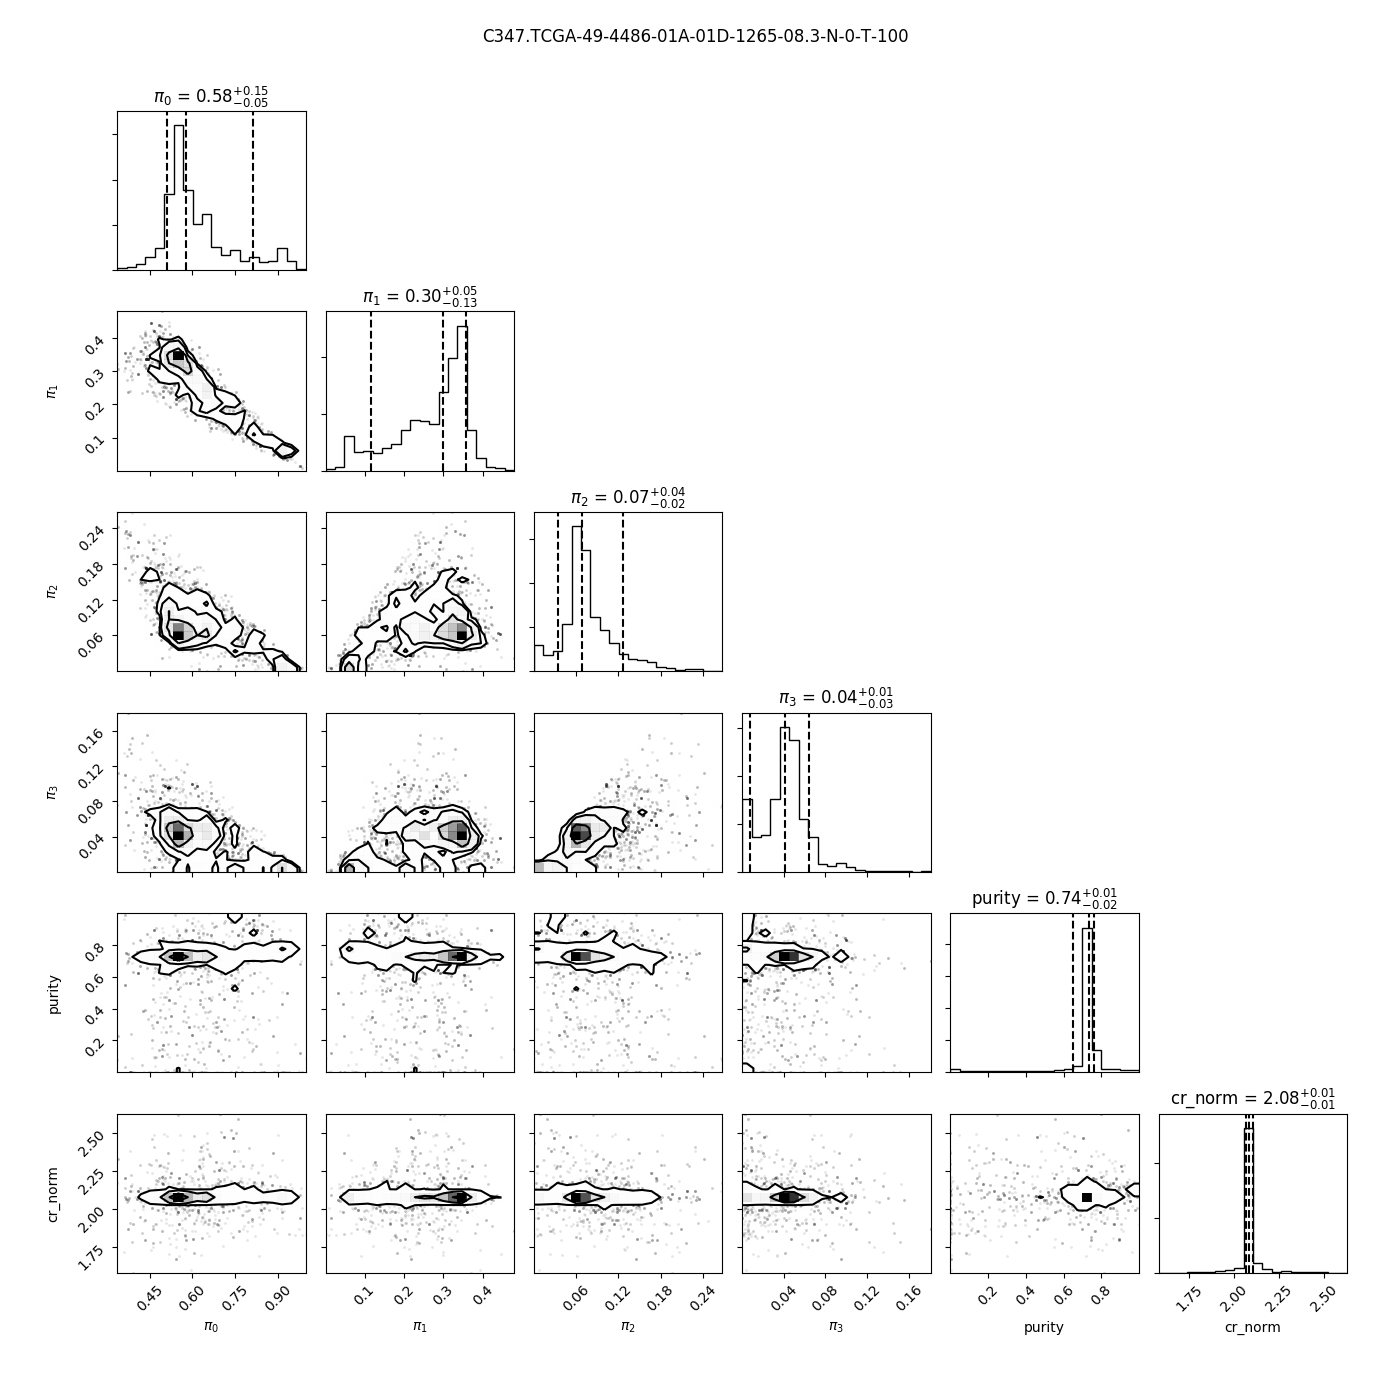 C347.TCGA-49-4486-01A-01D-1265-08.3-N-0-T-100
π0 = 0.58+0.15−0.05
π1 = 0.30+0.05−0.13
0.4
0.3
0.2
0.1
π1
π2 = 0.07+0.04−0.02
0.24
0.18
0.12
0.06
π2
π3 = 0.04+0.01−0.03
0.16
0.12
0.08
0.04
π3
purity = 0.74+0.01−0.02
0.8
0.6
0.4
0.2
purity
cr_norm = 2.08+0.01−0.01
2.50
2.25
2.00
1.75
cr_norm
0.45 0.60 0.75 0.90 0.1 0.2 0.3 0.4 0.06 0.12 0.18 0.24 0.04 0.08 0.12 0.16 0.2 0.4 0.6 0.8 1.75 2.00 2.25 2.50
π0 π1 π2 π3 purity cr_norm